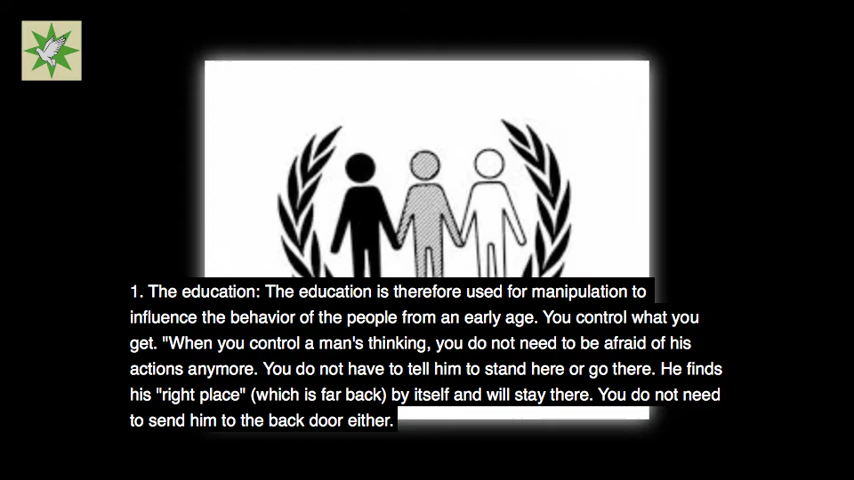 1. The education: The education is therefore used for manipulation to
influence the behavior of the people from an early age. You control what you
get. "When you control a man's thinking, you do not need to be afraid of his
actions anymore. You do not have to tell him to stand here or go there. He finds
his "right place" (which is far back) by itself and will stay there. You do not need
to send him to the back door either.